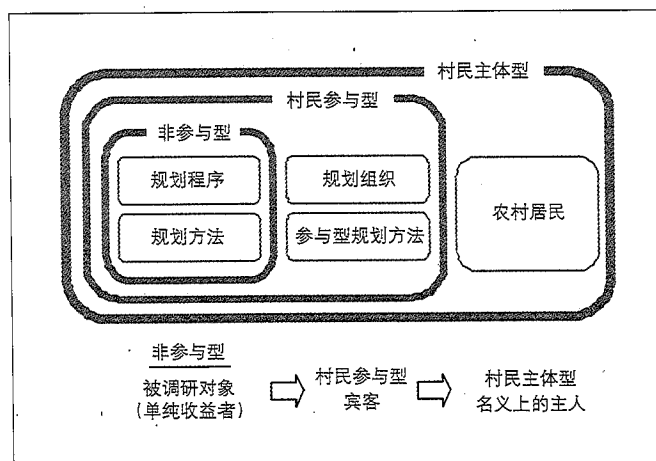 村民主体型
村民参与型
非参与型
规划程序
规划组织
农村居民
规划方法
参与型规划方法
非参与型
被调研对象
(单纯收益者)
村民参与型
宾客
村民主体型
名义上的主人